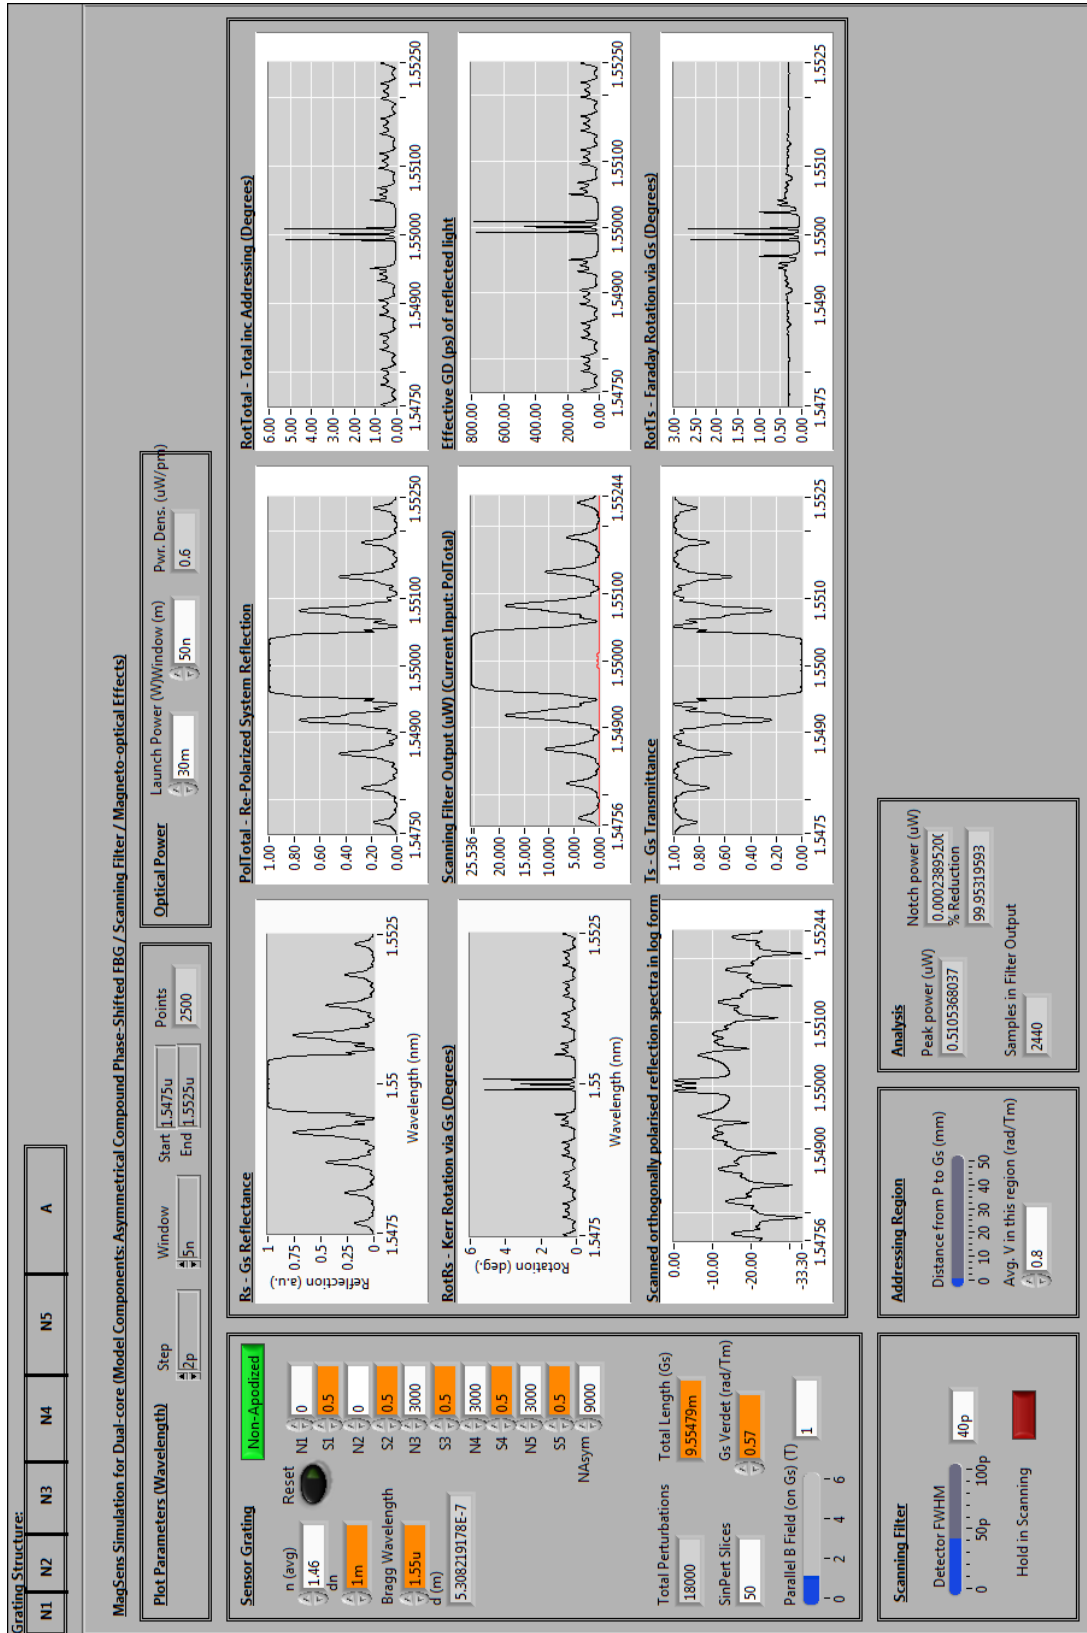 Grating Structure:
N1 N2 N3 N4 N5 A
MagSens Simulation for Dual-core (Model Components: Asymmetrical Compound Phase-Shifted FBG / Scanning Filter / Magneto-optical Effects)
Plot Parameters (Wavelength)
Step
2p
Window
5n
Start 1.5475u
End 1.5525u
Points
2500
Optical Power
Launch Power (W)
30m
Window (m)
50n
Pwr. Dens. (uW/pm)
0.6
Sensor Grating
Non-Apodized
n (avg)
1.46
dn
1m
Bragg Wavelength
1.55u
d (m)
5.308219178E-7
Reset
N1 0
S1 0.5
N2 0
S2 0.5
N3 3000
S3 0.5
N4 3000
S4 0.5
N5 3000
S5 0.5
NAsym 9000
Total Perturbations
18000
SinPert Slices
50
Total Length (Gs)
9.55479m
Gs Verdet (rad/Tm)
0.57
Parallel B Field (on Gs) (T)
0 2 4 6
1
Rs - Gs Reflectance
Reflection (a.u.)
1
0.75
0.5
0.25
0
1.5475 1.55 1.5525
Wavelength (nm)
PolTotal - Re-Polarized System Reflection
1.00
0.80
0.60
0.40
0.20
0.00
1.54750 1.54900 1.55000 1.55100 1.55250
RotTotal - Total inc Addressing (Degrees)
6.00
5.00
4.00
3.00
2.00
1.00
0.00
1.54750 1.54900 1.55000 1.55100 1.55250
RotRs - Kerr Rotation via Gs (Degrees)
Rotation (deg.)
6
4
2
0
1.5475 1.55 1.5525
Wavelength (nm)
Scanning Filter Output (uW) (Current Input: PolTotal)
25.536
20.000
15.000
10.000
5.000
0.000
1.54756 1.54900 1.55000 1.55100 1.55244
Effective GD (ps) of reflected light
800.00
600.00
400.00
200.00
0.00
1.54750 1.54900 1.55000 1.55100 1.55250
Scanned orthogonally polarised reflection spectra in log form
0.00
-10.00
-20.00
-33.30
1.54756 1.54900 1.55000 1.55100 1.55244
Ts - Gs Transmittance
1.00
0.80
0.60
0.40
0.20
0.00
1.5475 1.5490 1.5500 1.5510 1.5525
RotTs - Faraday Rotation via Gs (Degrees)
3.00
2.50
2.00
1.50
1.00
0.50
0.00
1.5475 1.5490 1.5500 1.5510 1.5525
Scanning Filter
Detector FWHM
0 50p 100p
40p
Hold in Scanning
Addressing Region
Distance from P to Gs (mm)
0 10 20 30 40 50
Avg. V in this region (rad/Tm)
0.8
Analysis
Peak power (uW)
0.5105368037
Notch power (uW)
% Reduction
99.95319593
Samples in Filter Output
2440